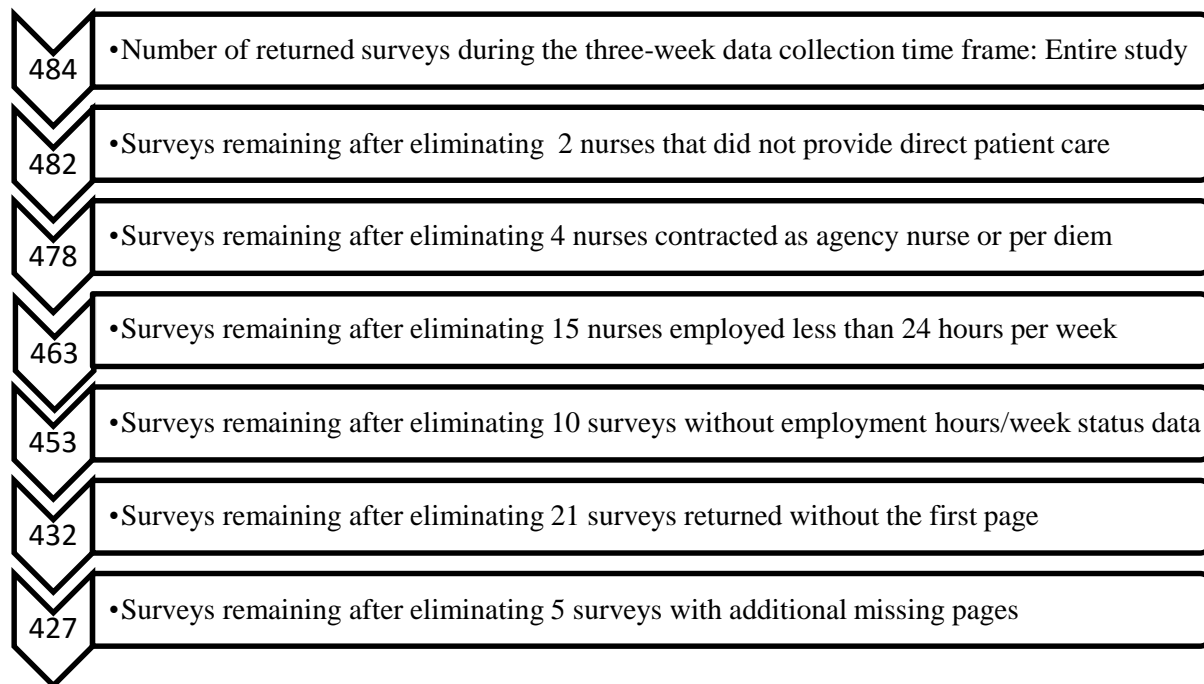 484
•Number of returned surveys during the three-week data collection time frame: Entire study
482
•Surveys remaining after eliminating  2 nurses that did not provide direct patient care
478
•Surveys remaining after eliminating 4 nurses contracted as agency nurse or per diem
463
•Surveys remaining after eliminating 15 nurses employed less than 24 hours per week
453
•Surveys remaining after eliminating 10 surveys without employment hours/week status data
432
•Surveys remaining after eliminating 21 surveys returned without the first page
427
•Surveys remaining after eliminating 5 surveys with additional missing pages